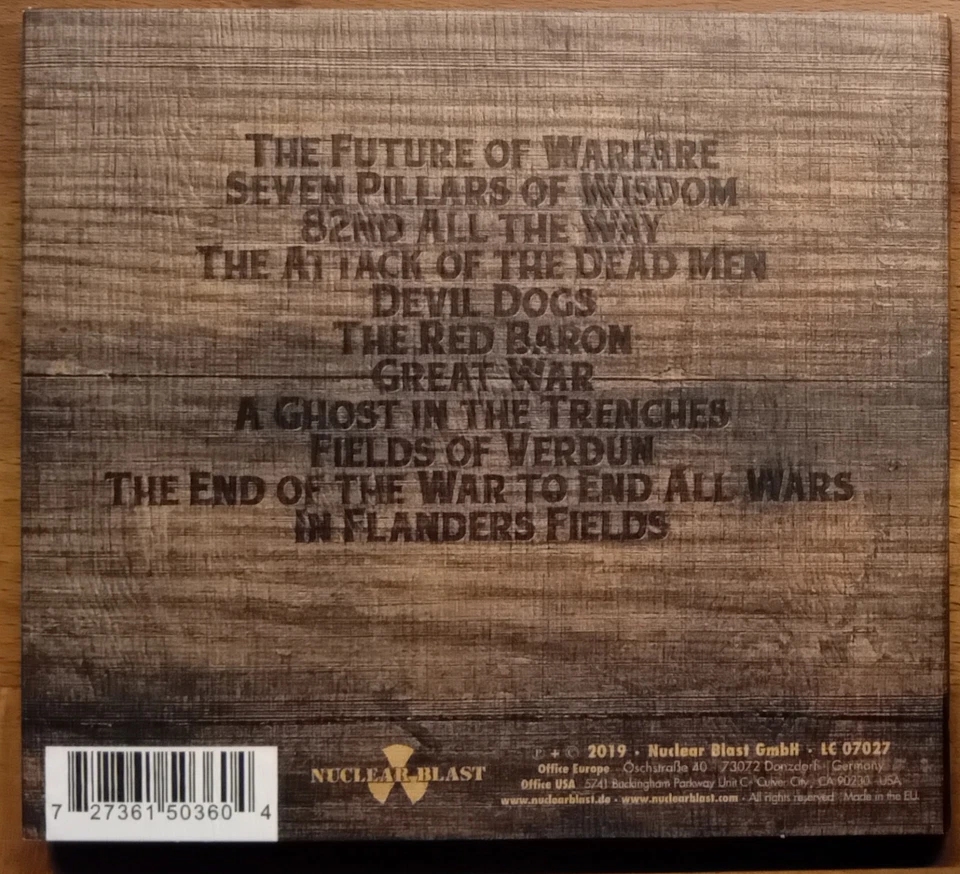 The Future of Warfare
Seven Pillars of Wisdom
82nd All the Way
The Attack of the Dead Men
Devil Dogs
The Red Baron
Great War
A Ghost in the Trenches
Fields of Verdun
The End of the War to End All Wars
In Flanders Fields
7 27361 50360 4
NUCLEAR BLAST
℗ + © 2019 · Nuclear Blast GmbH · LC 07027
Office Europe Öschstraße 40 · 73072 Donzdorf · Germany
Office USA 5741 Buckingham Parkway Unit C · Culver City, CA 90230 · USA
www.nuclearblast.de · www.nuclearblast.com · All rights reserved · Made in the EU